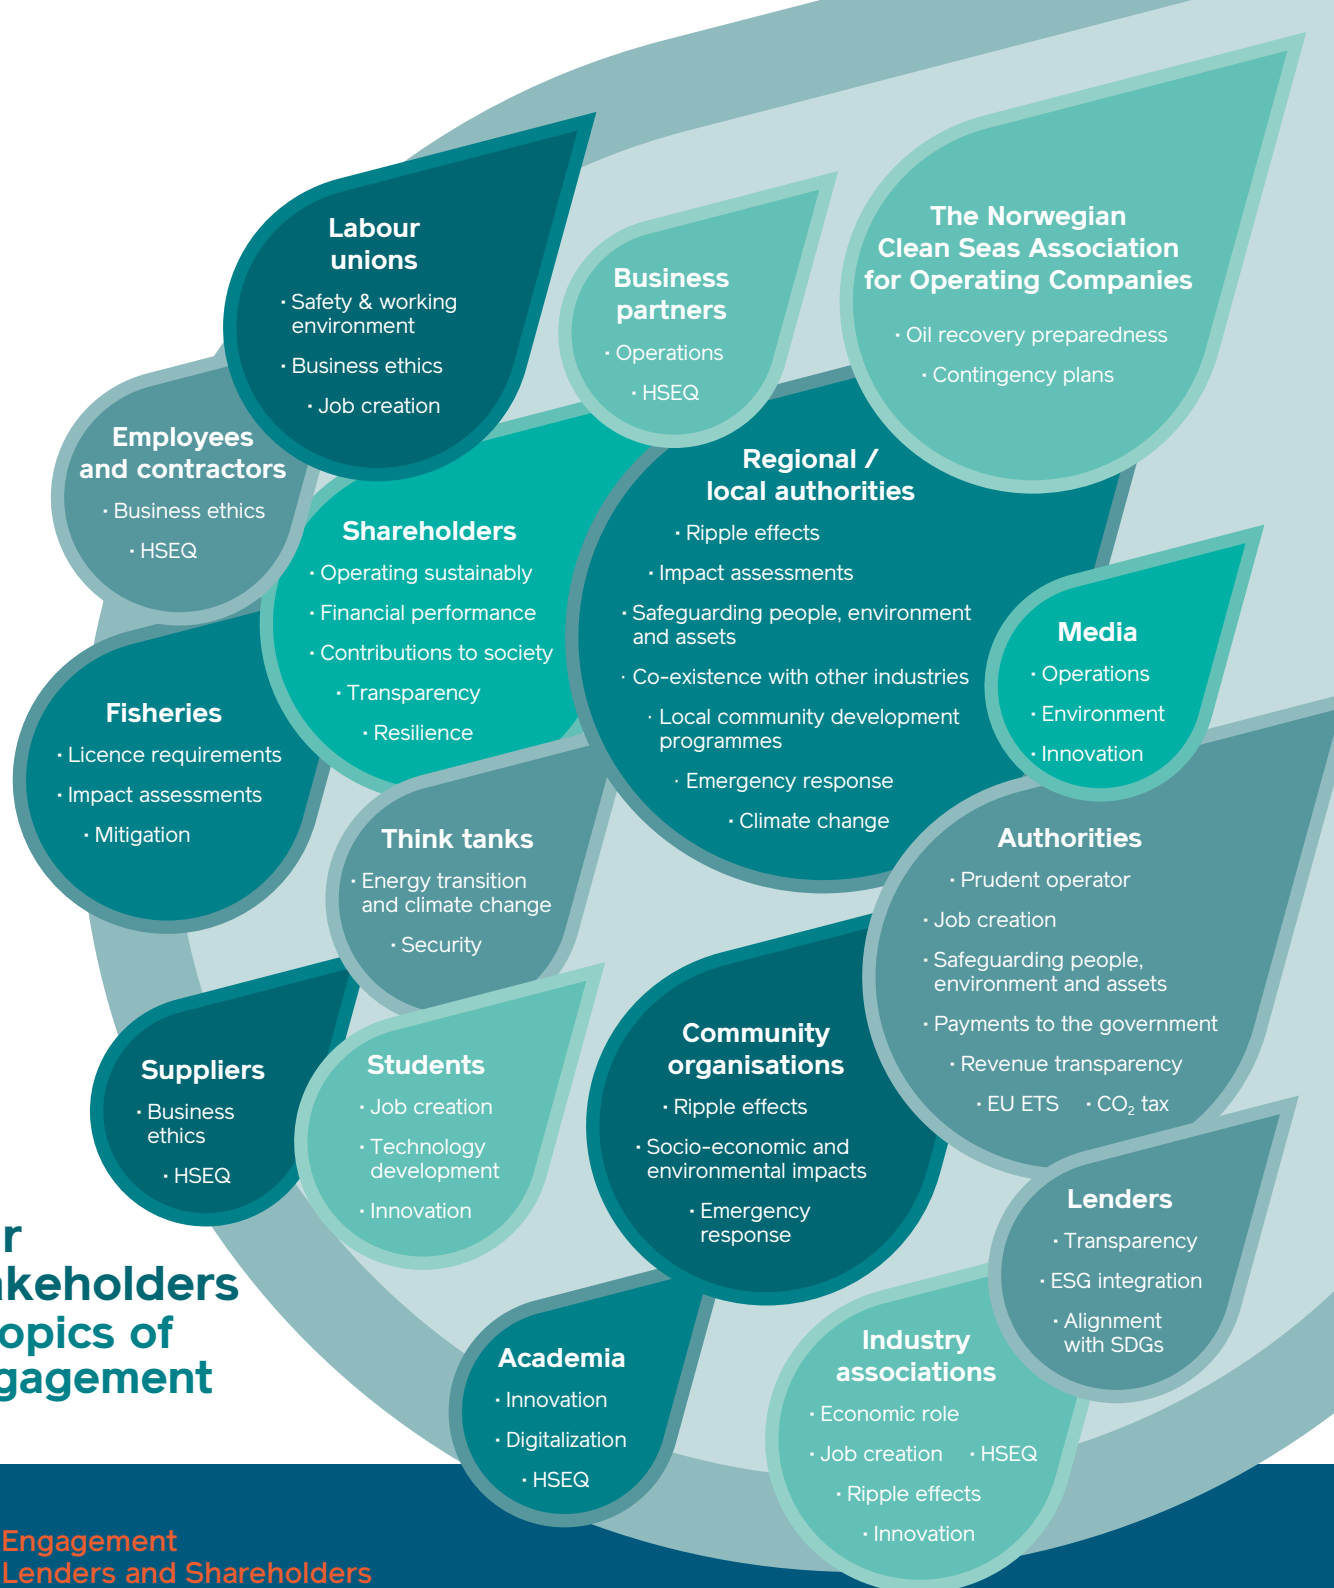 Labour
unions
· Safety & working
environment
· Business ethics
· Job creation
Business
partners
· Operations
· HSEQ
The Norwegian
Clean Seas Association
for Operating Companies
· Oil recovery preparedness
· Contingency plans
Employees
and contractors
· Business ethics
· HSEQ
Shareholders
· Operating sustainably
· Financial performance
· Contributions to society
· Transparency
· Resilience
Regional /
local authorities
· Ripple effects
· Impact assessments
· Safeguarding people, environment
and assets
· Co-existence with other industries
· Local community development
programmes
· Emergency response
· Climate change
Media
· Operations
· Environment
· Innovation
Fisheries
· Licence requirements
· Impact assessments
· Mitigation
Think tanks
· Energy transition
and climate change
· Security
Authorities
· Prudent operator
· Job creation
· Safeguarding people,
environment and assets
· Payments to the government
· Revenue transparency
· EU ETS · CO₂ tax
Suppliers
· Business
ethics
· HSEQ
Students
· Job creation
· Technology
development
· Innovation
Community
organisations
· Ripple effects
· Socio-economic and
environmental impacts
· Emergency
response
Lenders
· Transparency
· ESG integration
· Alignment
with SDGs
Academia
· Innovation
· Digitalization
· HSEQ
Industry
associations
· Economic role
· Job creation · HSEQ
· Ripple effects
· Innovation
r
akeholders
opics of
gagement
Engagement
Lenders and Shareholders